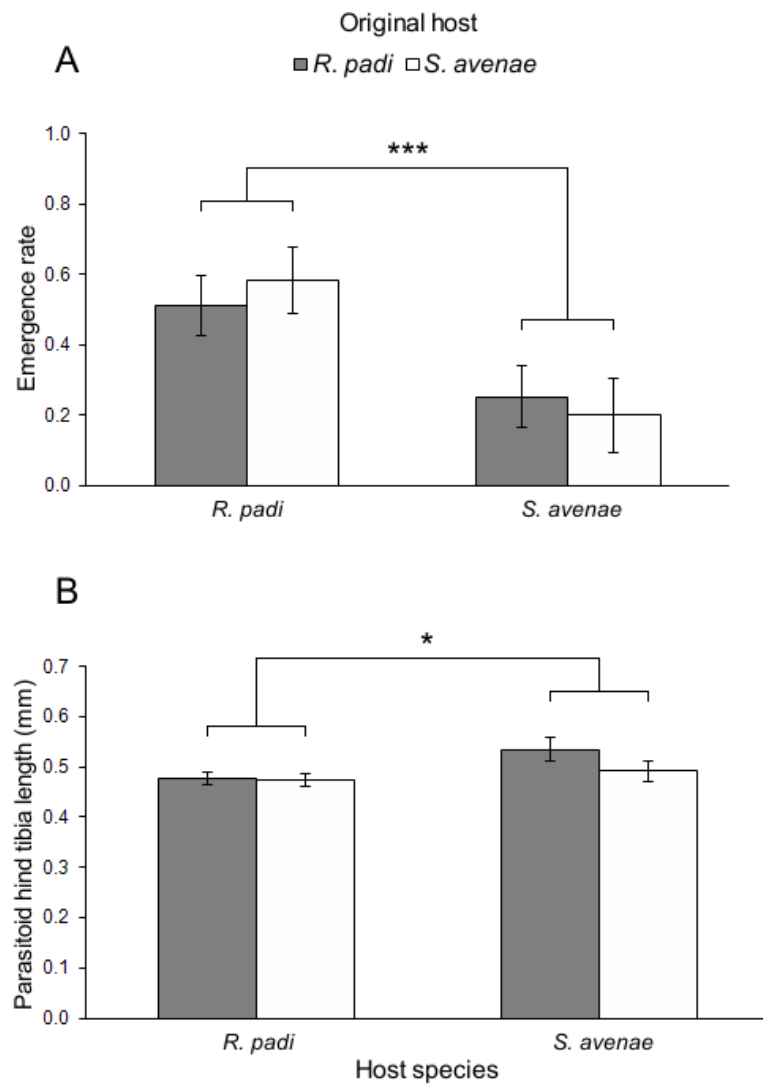 Original host
A
R. padi S. avenae
***
1.0
0.8
0.6
0.4
0.2
0.0
Emergence rate
R. padi S. avenae
B
*
0.7
0.6
0.5
0.4
0.3
0.2
0.1
0.0
Parasitoid hind tibia length (mm)
R. padi S. avenae
Host species